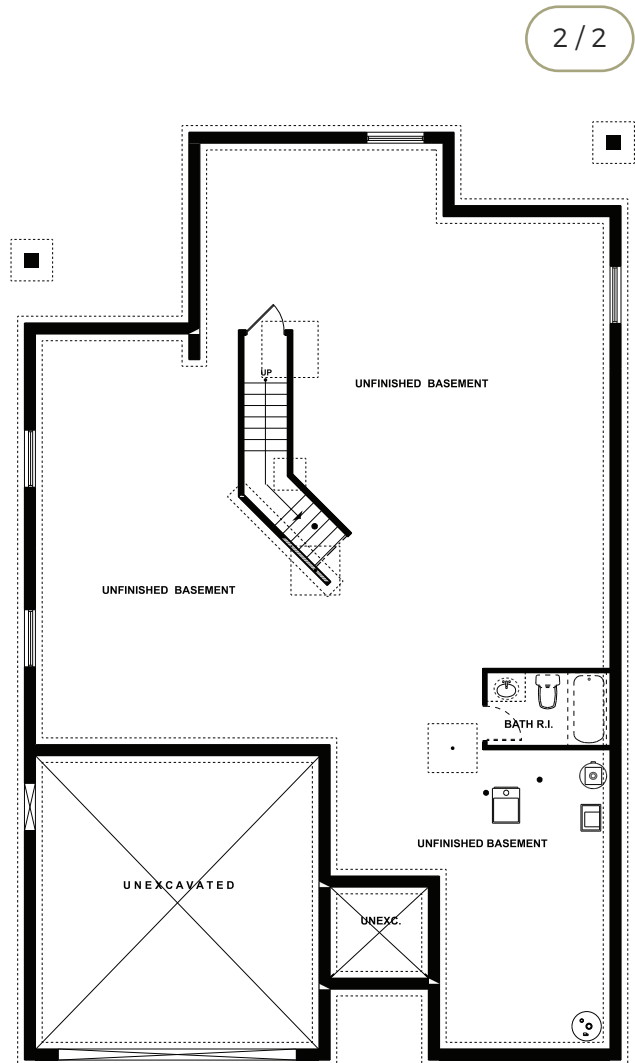 2 / 2
UP
UNFINISHED BASEMENT
UNFINISHED BASEMENT
BATH R.I.
UNFINISHED BASEMENT
UNEXCAVATED
UNEXC.